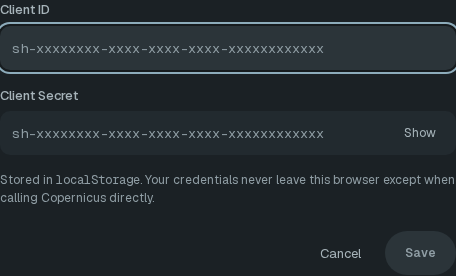 Client ID
sh-xxxxxxxx-xxxx-xxxx-xxxx-xxxxxxxxxxxx
Client Secret
sh-xxxxxxxx-xxxx-xxxx-xxxx-xxxxxxxxxxxx Show
Stored in localStorage. Your credentials never leave this browser except when
calling Copernicus directly.
Cancel Save